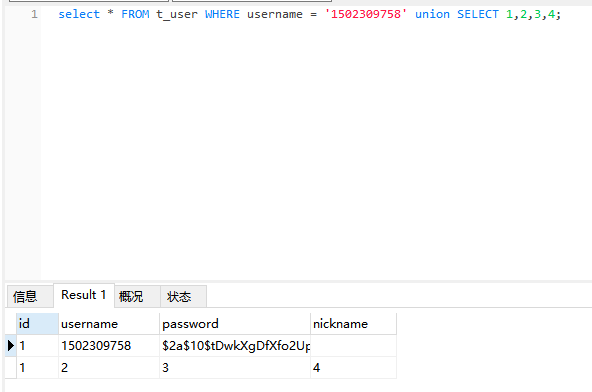 1 select * FROM t_user WHERE username = '1502309758' union SELECT 1,2,3,4;
信息 Result 1 概况 状态
id username password nickname
1 1502309758 $2a$10$tDwkXgDfXfo2Up
1 2 3 4